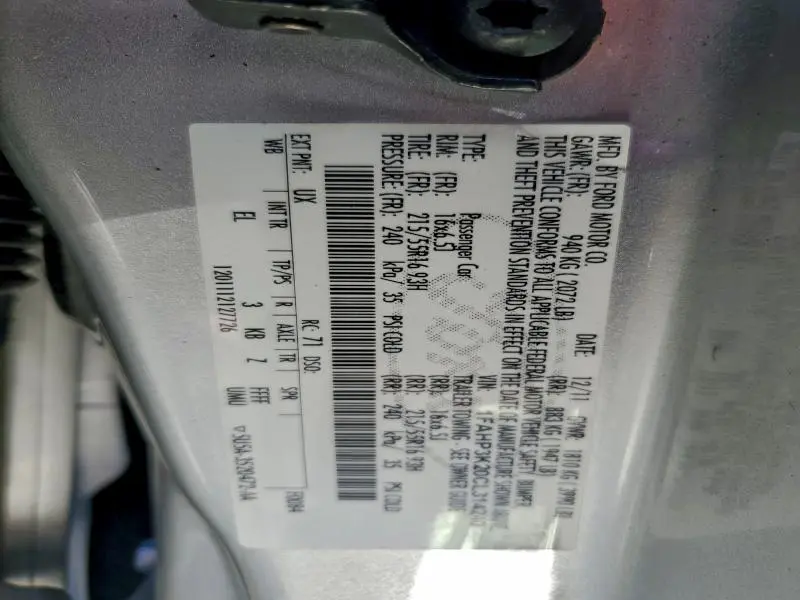 MFD. BY FORD MOTOR CO.
DATE: 12/11 GVWR: 1810 KG
GAWR: (FR): 940 KG (2072 LB) (RR): 883 KG (1947 LB)
THIS VEHICLE CONFORMS TO ALL APPLICABLE FEDERAL MOTOR VEHICLE SAFETY, BUMPER
AND THEFT PREVENTION STANDARDS IN EFFECT ON THE DATE OF MANUFACTURE SHOWN
VIN:
TYPE: Passenger Car TRAILER TOWING - SEE OWNER GUIDE
RIM: (FR): 16x6.5J (RR): 16x6.5J
TIRE: (FR): 215/55R16 93H (RR): 215/55R16 93H
PRESSURE (FR): 240 kPa/ 35 PSI COLD (RR): 240 kPa/ 35 PSI COLD
EXT PNT: UX RC: 71 DSO:
WB INT TR TP/PS R AXLE TR SPR
EL 3 KB Z FFFF